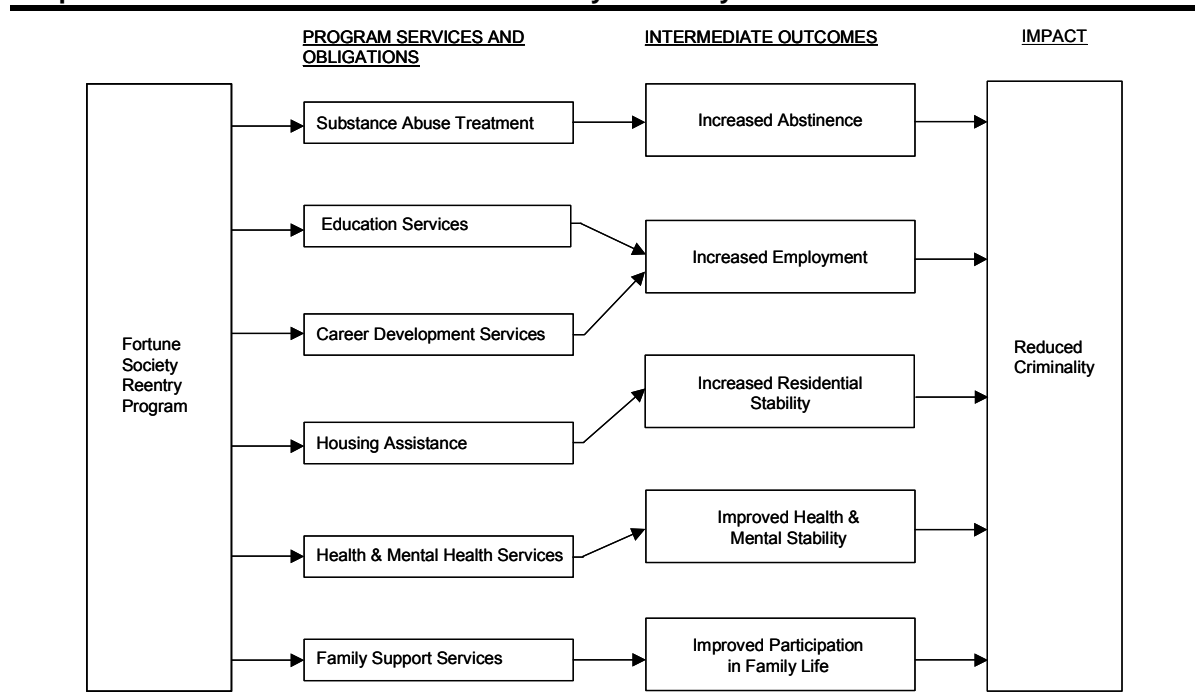 PROGRAM SERVICES AND
OBLIGATIONS
INTERMEDIATE OUTCOMES
IMPACT
Substance Abuse Treatment
Increased Abstinence
Education Services
Increased Employment
Career Development Services
Fortune
Society
Reentry
Program
Reduced
Criminality
Increased Residential
Stability
Housing Assistance
Improved Health &
Mental Stability
Health & Mental Health Services
Improved Participation
in Family Life
Family Support Services